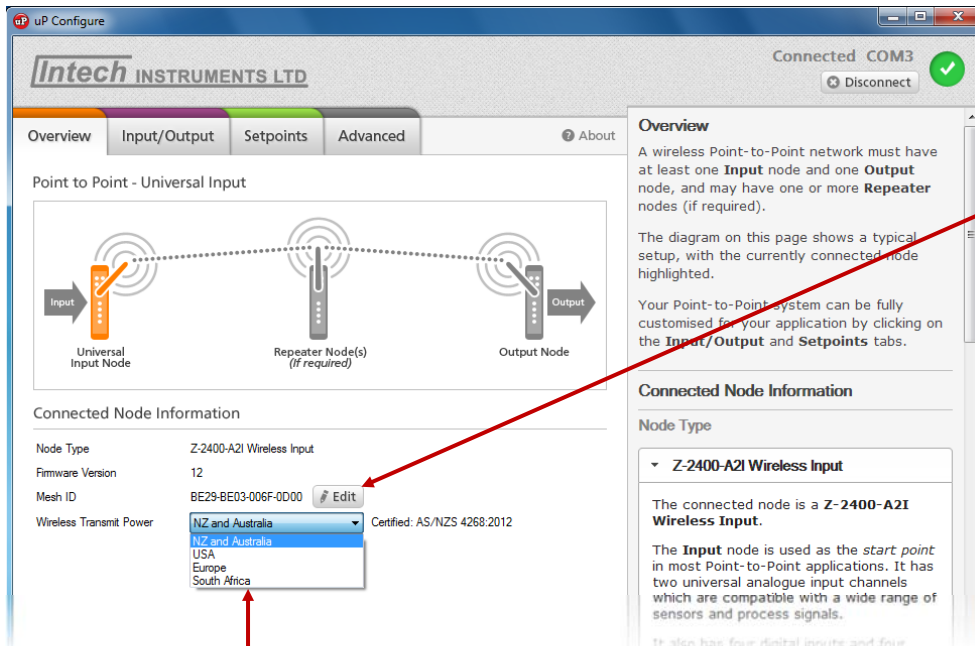 uP uP Configure
Intech INSTRUMENTS LTD
Connected COM3
Disconnect
Overview
Input/Output
Setpoints
Advanced
About
Point to Point - Universal Input
Input
Output
Universal
Input Node
Repeater Node(s)
(If required)
Output Node
Connected Node Information
Node Type Z-2400-A2I Wireless Input
Firmware Version 12
Mesh ID BE29-BE03-006F-0D00 Edit
Wireless Transmit Power NZ and Australia Certified: AS/NZS 4268:2012
NZ and Australia
USA
Europe
South Africa
Overview
A wireless Point-to-Point network must have
at least one Input node and one Output
node, and may have one or more Repeater
nodes (if required).
The diagram on this page shows a typical
setup, with the currently connected node
highlighted.
Your Point-to-Point system can be fully
customised for your application by clicking on
the Input/Output and Setpoints tabs.
Connected Node Information
Node Type
Z-2400-A2I Wireless Input
The connected node is a Z-2400-A2I
Wireless Input.
The Input node is used as the start point
in most Point-to-Point applications. It has
two universal analogue input channels
which are compatible with a wide range of
sensors and process signals.
It also has four digital inputs and four